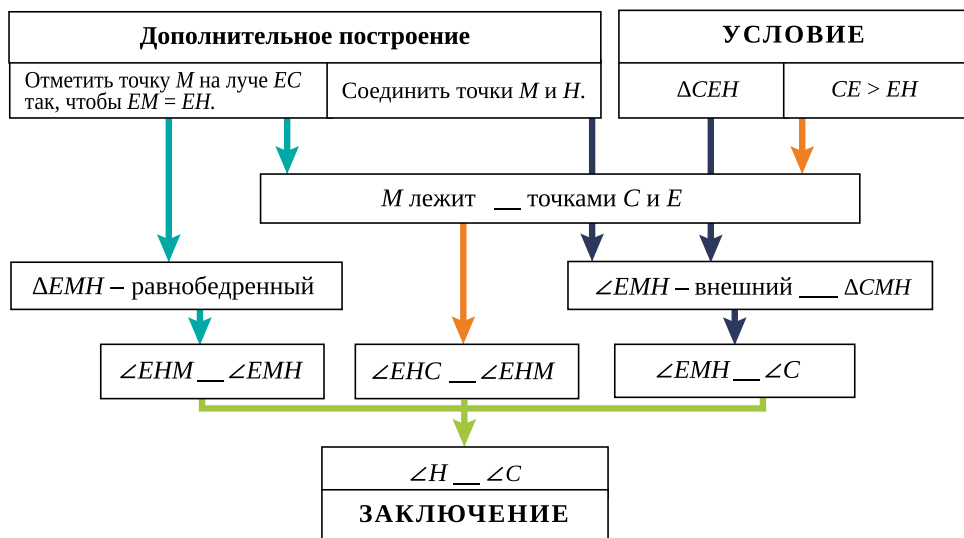 Дополнительное построение
УСЛОВИЕ
Отметить точку M на луче EC
так, чтобы EM = EH.
Соединить точки M и H.
ΔCEH
CE > EH
M лежит __ точками C и E
ΔEMH – равнобедренный
∠EMH – внешний ___ ΔCMH
∠EHM __ ∠EMH
∠EHC __ ∠EHM
∠EMH __ ∠C
∠H __ ∠C
ЗАКЛЮЧЕНИЕ